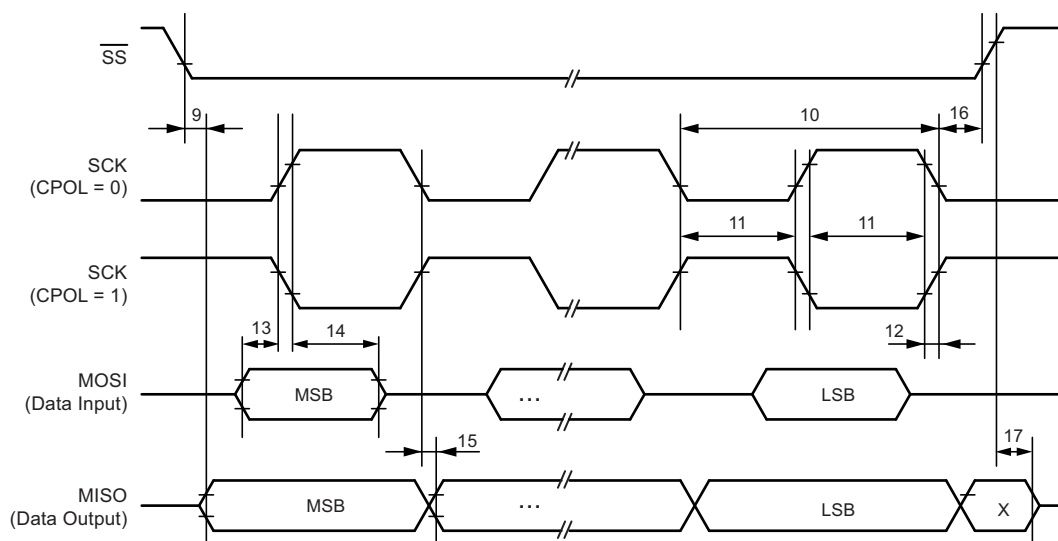 SS
9
10
16
SCK
(CPOL = 0)
11
11
SCK
(CPOL = 1)
13
14
12
MOSI
(Data Input)
MSB
...
LSB
15
17
MISO
(Data Output)
MSB
...
LSB
X